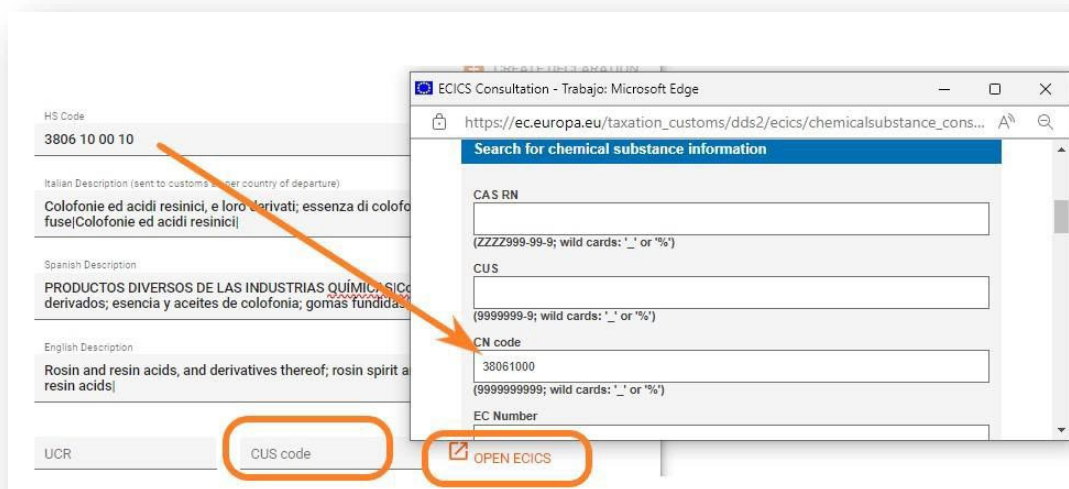 CREATE DECLARATION
HS Code
3806 10 00 10
Italian Description (sent to customs as per country of departure)
Colofonie ed acidi resinici, e loro derivati; essenza di colofo
fuse|Colofonie ed acidi resinici|
Spanish Description
PRODUCTOS DIVERSOS DE LAS INDUSTRIAS QUÍMICAS|Co
derivados; esencia y aceites de colofonia; gomas fundidas
English Description
Rosin and resin acids, and derivatives thereof; rosin spirit a
resin acids|
UCR
CUS code
OPEN ECICS
ECICS Consultation - Trabajo: Microsoft Edge
https://ec.europa.eu/taxation_customs/dds2/ecics/chemicalsubstance_cons...
Search for chemical substance information
CAS RN
(ZZZZ999-99-9; wild cards: '_' or '%')
CUS
(9999999-9; wild cards: '_' or '%')
CN code
38061000
(9999999999; wild cards: '_' or '%')
EC Number